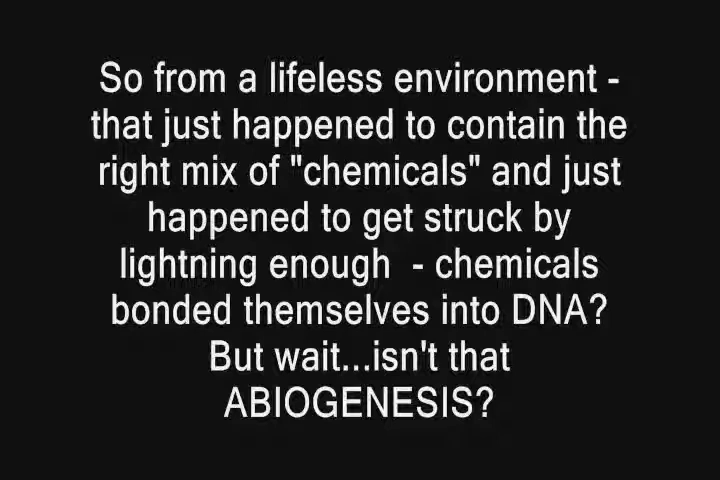 So from a lifeless environment -
that just happened to contain the
right mix of "chemicals" and just
happened to get struck by
lightning enough  - chemicals
bonded themselves into DNA?
But wait...isn't that
ABIOGENESIS?